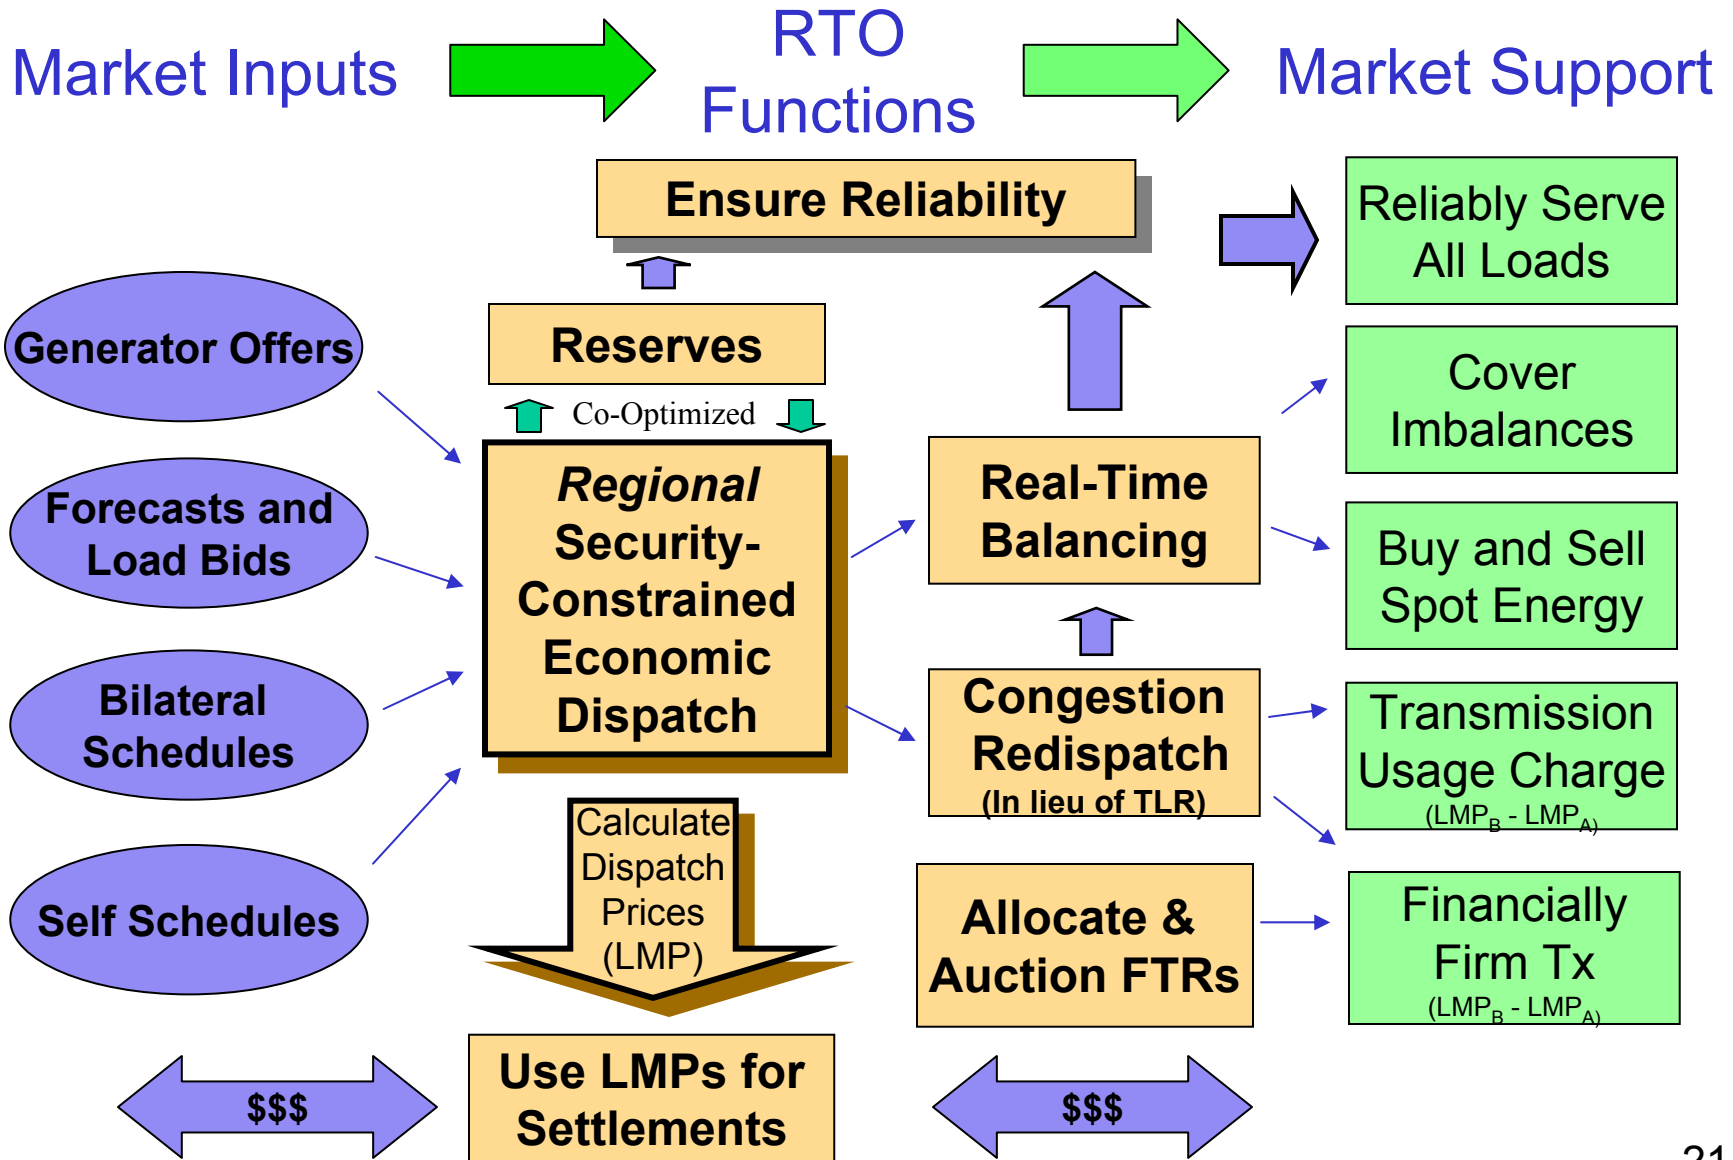 Market Inputs
RTO
Functions
Market Support
Ensure Reliability
Reliably Serve
All Loads
Generator Offers
Reserves
Cover
Imbalances
Co-Optimized
Forecasts and
Load Bids
Regional
Security-
Constrained
Economic
Dispatch
Real-Time
Balancing
Buy and Sell
Spot Energy
Bilateral
Schedules
Congestion
Redispatch
(In lieu of TLR)
Transmission
Usage Charge
(LMPB - LMPA)
Calculate
Dispatch
Prices
(LMP)
Self Schedules
Allocate &
Auction FTRs
Financially
Firm Tx
(LMPB - LMPA)
$$$
Use LMPs for
Settlements
$$$
21